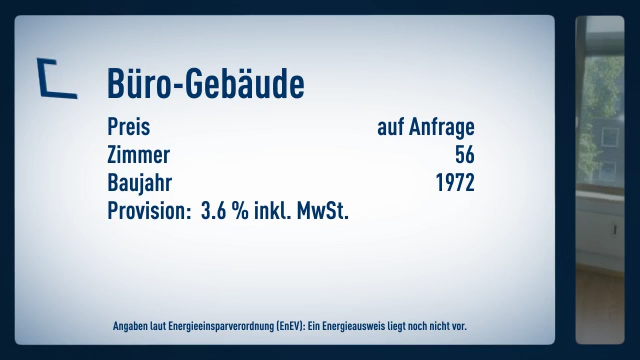 Büro-Gebäude
Preis auf Anfrage
Zimmer 56
Baujahr 1972
Provision: 3.6 % inkl. MwSt.
Angaben laut Energieeinsparverordnung (EnEV): Ein Energieausweis liegt noch nicht vor.